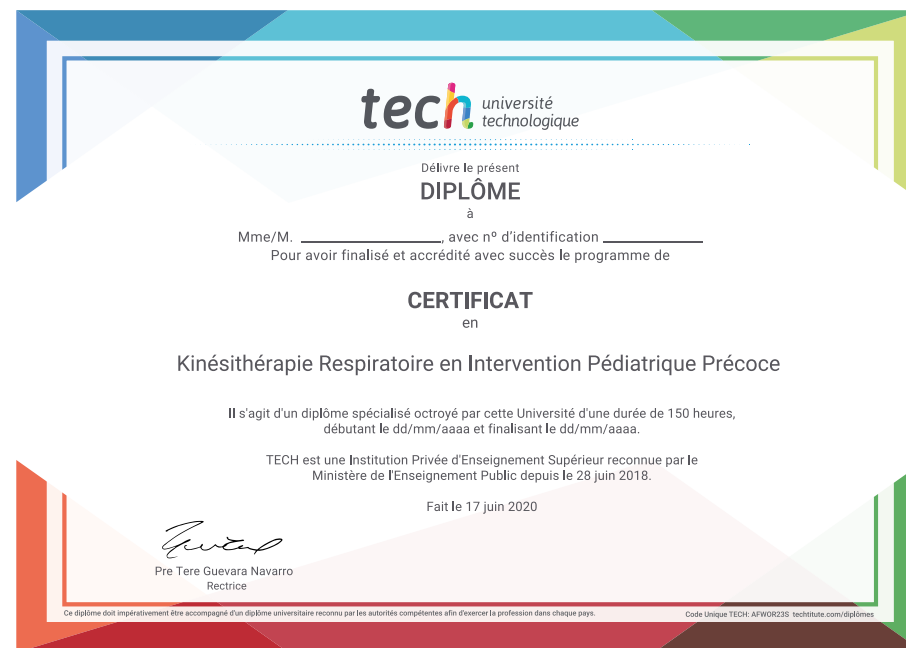 tech université
technologique
Délivre le présent
DIPLÔME
à
Mme/M. ____________________, avec nº d'identification ______________
Pour avoir finalisé et accrédité avec succès le programme de
CERTIFICAT
en
Kinésithérapie Respiratoire en Intervention Pédiatrique Précoce
Il s'agit d'un diplôme spécialisé octroyé par cette Université d'une durée de 150 heures,
débutant le dd/mm/aaaa et finalisant le dd/mm/aaaa.
TECH est une Institution Privée d'Enseignement Supérieur reconnue par le
Ministère de l'Enseignement Public depuis le 28 juin 2018.
Fait le 17 juin 2020
Pre Tere Guevara Navarro
Rectrice
Ce diplôme doit impérativement être accompagné d'un diplôme universitaire reconnu par les autorités compétentes afin d'exercer la profession dans chaque pays.
Code Unique TECH: AFWOR23S techtitute.com/diplômes